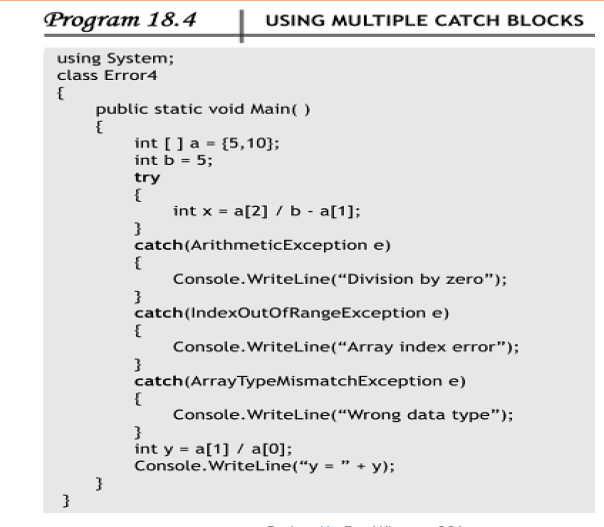 Program 18.4 USING MULTIPLE CATCH BLOCKS
using System;
class Error4
{
public static void Main( )
{
int [ ] a = {5,10};
int b = 5;
try
{
int x = a[2] / b - a[1];
}
catch(ArithmeticException e)
{
Console.WriteLine(“Division by zero”);
}
catch(IndexOutOfRangeException e)
{
Console.WriteLine(“Array index error”);
}
catch(ArrayTypeMismatchException e)
{
Console.WriteLine(“Wrong data type”);
}
int y = a[1] / a[0];
Console.WriteLine(“y = ” + y);
}
}